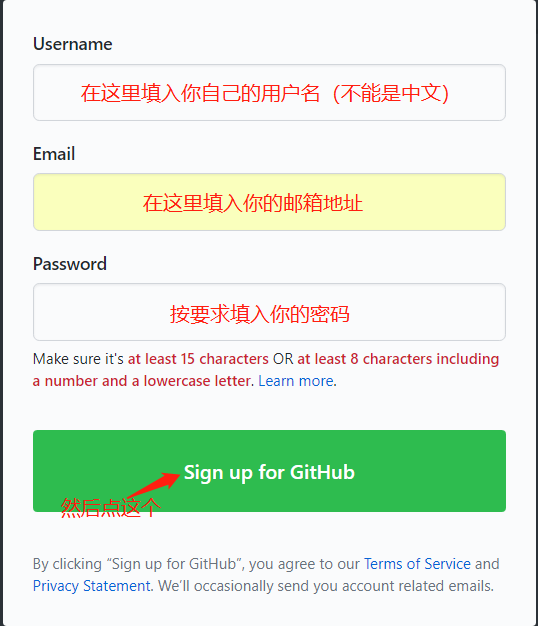 Username
在这里填入你自己的用户名（不能是中文）
Email
在这里填入你的邮箱地址
Password
按要求填入你的密码
Make sure it's at least 15 characters OR at least 8 characters including
a number and a lowercase letter. Learn more.
Sign up for GitHub
然后点这个
By clicking “Sign up for GitHub”, you agree to our Terms of Service and
Privacy Statement. We’ll occasionally send you account related emails.